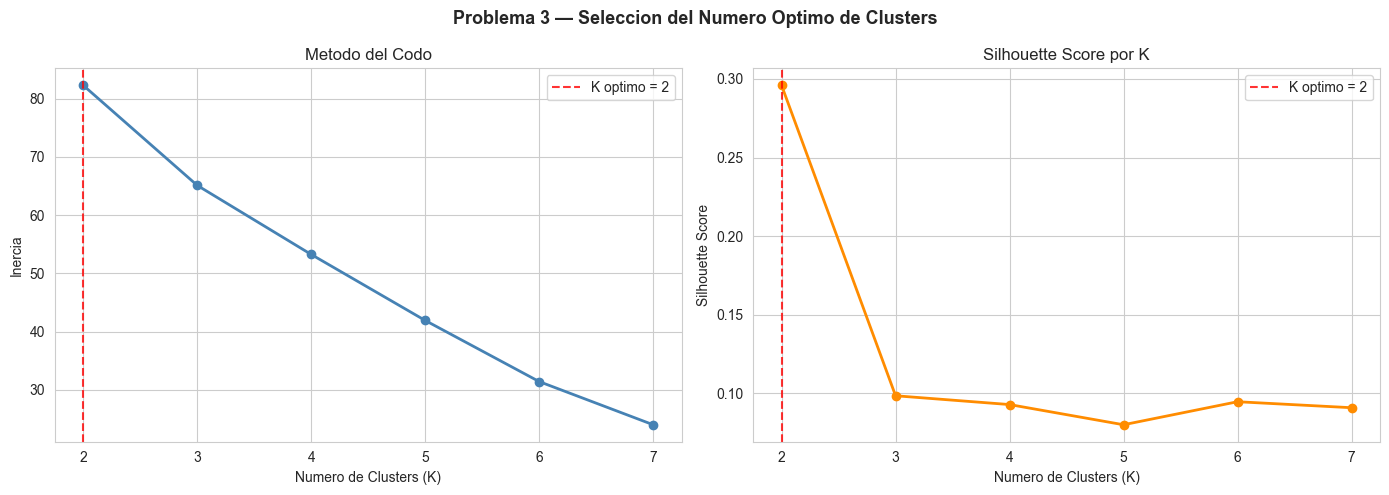 Problema 3 — Seleccion del Numero Optimo de Clusters
Metodo del Codo
K optimo = 2
80
70
60
50
40
30
Inercia
2 3 4 5 6 7
Numero de Clusters (K)
Silhouette Score por K
K optimo = 2
0.30
0.25
0.20
0.15
0.10
Silhouette Score
2 3 4 5 6 7
Numero de Clusters (K)